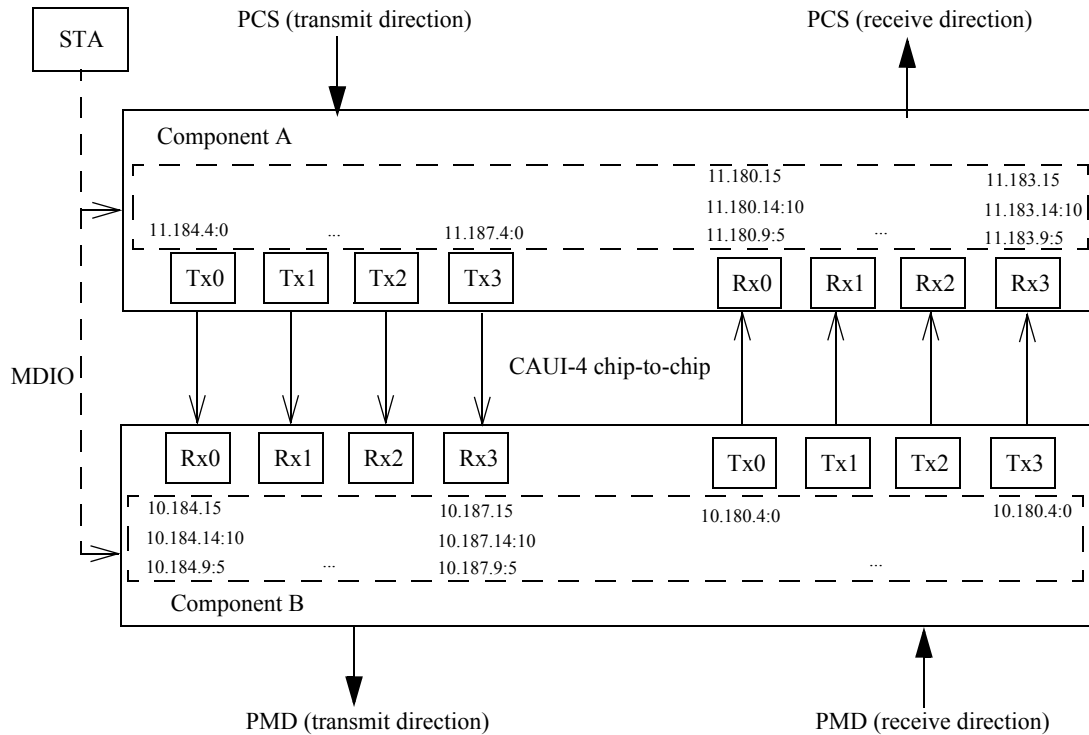 PCS (transmit direction)
PCS (receive direction)
STA
Component A
11.180.15
11.183.15
11.180.14:10
11.183.14:10
11.184.4:0
...
11.187.4:0
11.180.9:5
...
11.183.9:5
Tx0
Tx1
Tx2
Tx3
Rx0
Rx1
Rx2
Rx3
MDIO
CAUI-4 chip-to-chip
Rx0
Rx1
Rx2
Rx3
Tx0
Tx1
Tx2
Tx3
10.184.15
10.187.15
10.180.4:0
10.180.4:0
10.184.14:10
10.187.14:10
10.184.9:5
...
10.187.9:5
...
Component B
PMD (transmit direction)
PMD (receive direction)